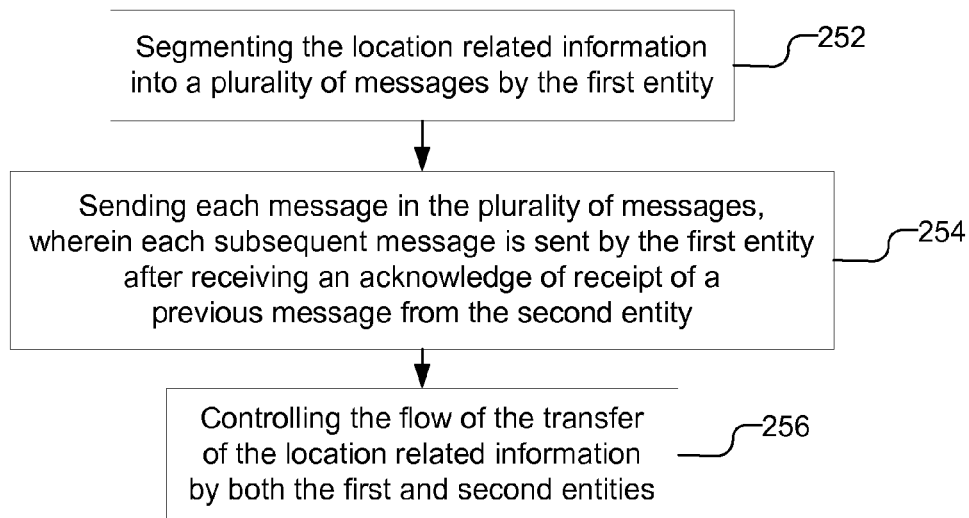 Segmenting the location related information
into a plurality of messages by the first entity
252
Sending each message in the plurality of messages,
wherein each subsequent message is sent by the first entity
after receiving an acknowledge of receipt of a
previous message from the second entity
254
Controlling the flow of the transfer
of the location related information
by both the first and second entities
256